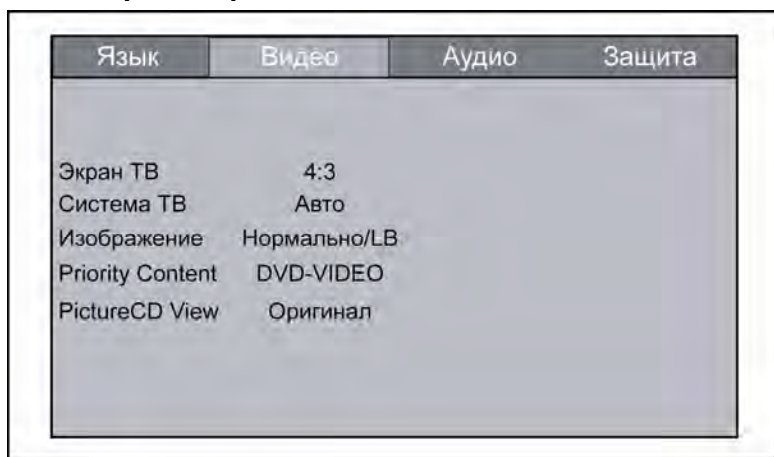 Язык Видео Аудио Защита
Экран ТВ 4:3
Система ТВ Авто
Изображение Нормально/LB
Priority Content DVD-VIDEO
PictureCD View Оригинал